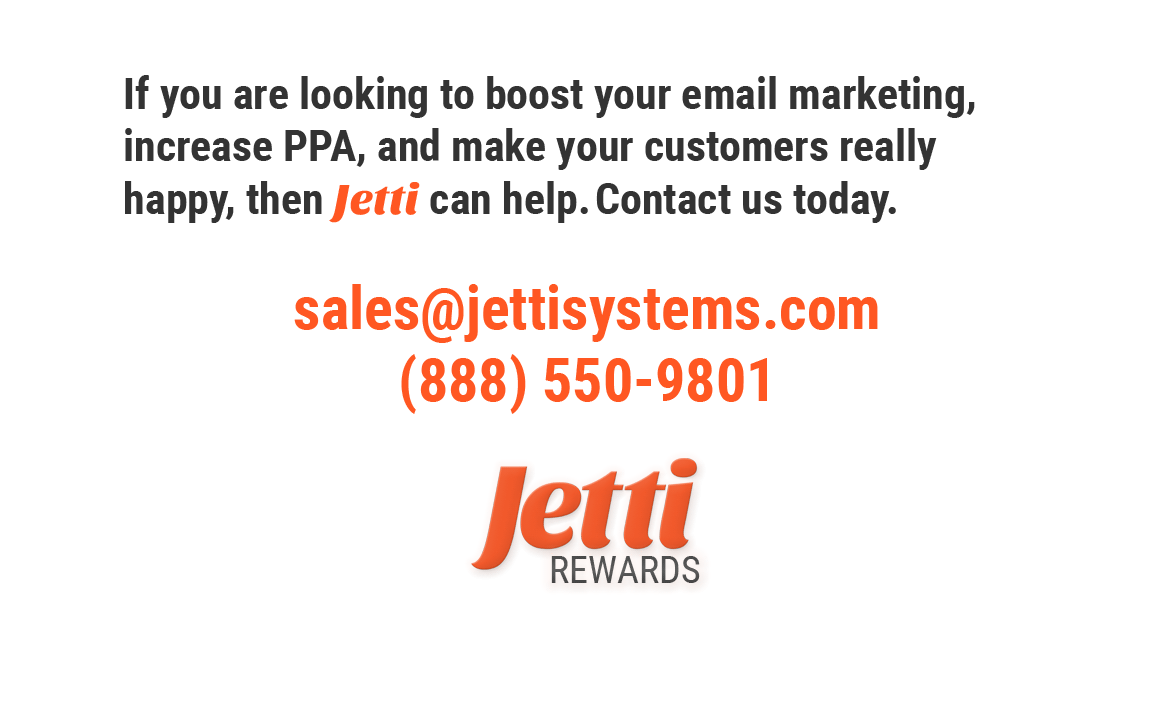 If you are looking to boost your email marketing,
increase PPA, and make your customers really
happy, then Jetti can help. Contact us today.
sales@jettisystems.com
(888) 550-9801
Jetti
REWARDS